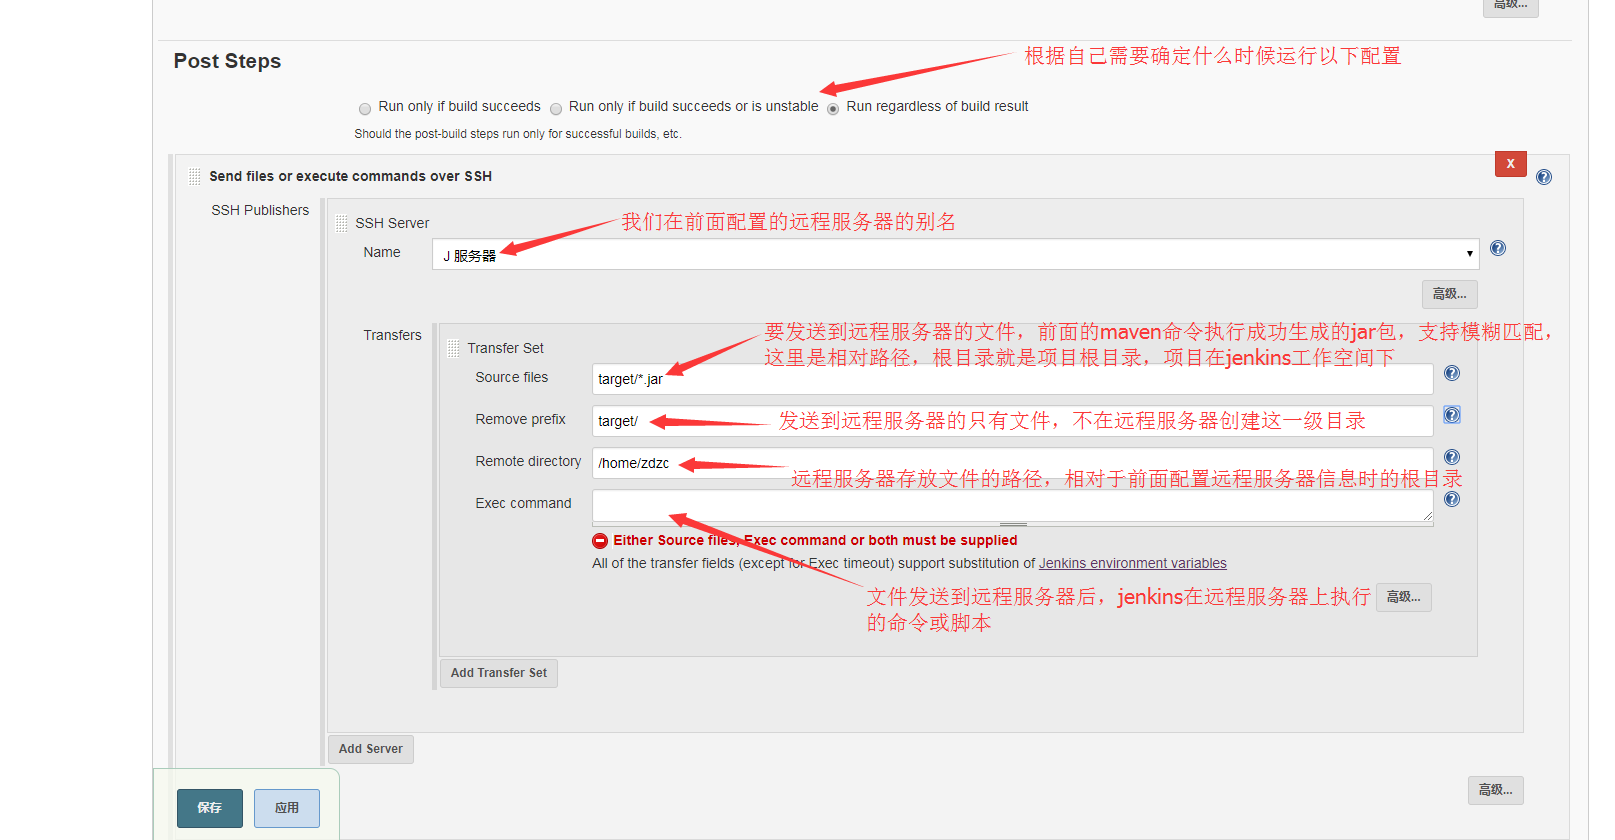 高级...
Post Steps
根据自己需要确定什么时候运行以下配置
Run only if build succeeds
Run only if build succeeds or is unstable
Run regardless of build result
Should the post-build steps run only for successful builds, etc.
X
Send files or execute commands over SSH
SSH Publishers
SSH Server
我们在前面配置的远程服务器的别名
Name
J 服务器
高级...
Transfers
要发送到远程服务器的文件，前面的maven命令执行成功生成的jar包，支持模糊匹配，
这里是相对路径，根目录就是项目根目录，项目在jenkins工作空间下
Transfer Set
Source files
target/*.jar
Remove prefix
target/
发送到远程服务器的只有文件，不在远程服务器创建这一级目录
Remote directory
/home/zdzc
远程服务器存放文件的路径，相对于前面配置远程服务器信息时的根目录
Exec command
Either Source files, Exec command or both must be supplied
All of the transfer fields (except for Exec timeout) support substitution of Jenkins environment variables
文件发送到远程服务器后，jenkins在远程服务器上执行
的命令或脚本
高级...
Add Transfer Set
Add Server
高级...
保存
应用